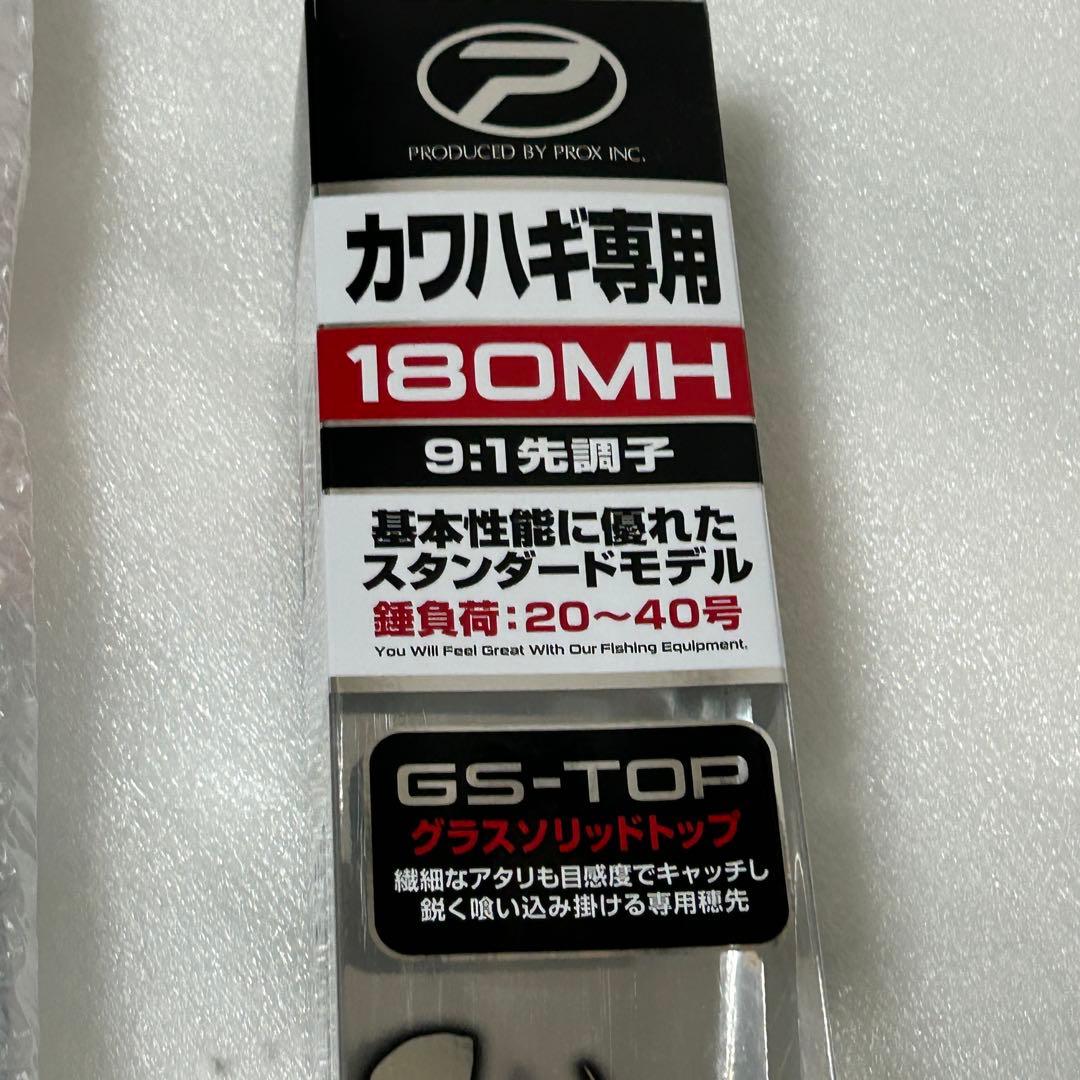 P
PRODUCED BY PROX INC.
カワハギ専用
180MH
9:1先調子
基本性能に優れた
スタンダードモデル
錘負荷:20〜40号
You Will Feel Great With Our Fishing Equipment.
GS-TOP
グラスソリッドトップ
繊細なアタリも目感度でキャッチし
鋭く喰い込み掛ける専用穂先